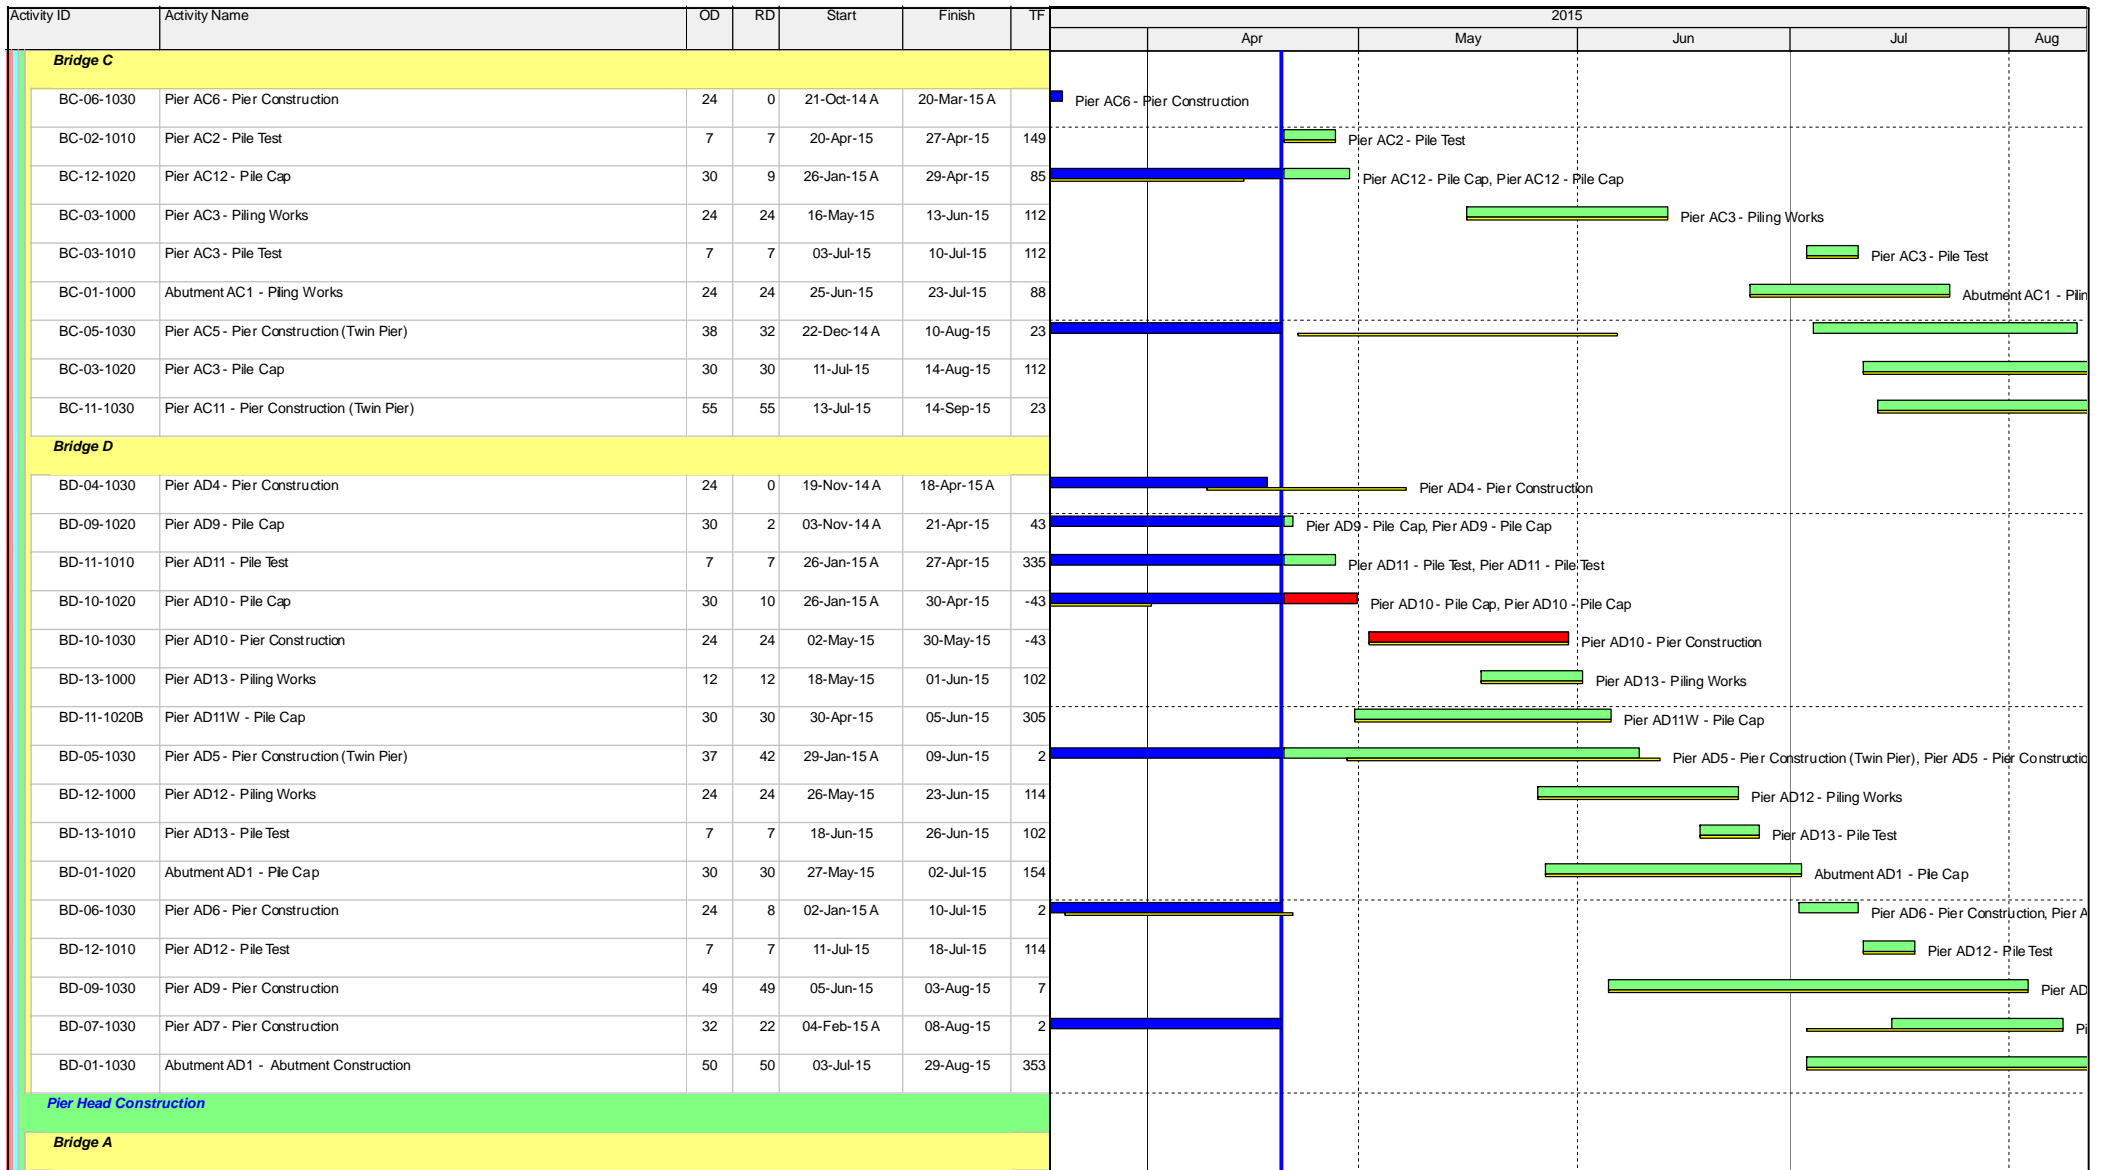 Activity ID Activity Name OD RD Start Finish TF 2015
Apr May Jun Jul Aug
Bridge C
BC-06-1030 Pier AC6 - Pier Construction 24 0 21-Oct-14 A 20-Mar-15 A Pier AC6 - Pier Construction
BC-02-1010 Pier AC2 - Pile Test 7 7 20-Apr-15 27-Apr-15 149 Pier AC2 - Pile Test
BC-12-1020 Pier AC12 - Pile Cap 30 9 26-Jan-15 A 29-Apr-15 85 Pier AC12 - Pile Cap, Pier AC12 - Pile Cap
BC-03-1000 Pier AC3 - Piling Works 24 24 16-May-15 13-Jun-15 112 Pier AC3 - Piling Works
BC-03-1010 Pier AC3 - Pile Test 7 7 03-Jul-15 10-Jul-15 112 Pier AC3 - Pile Test
BC-01-1000 Abutment AC1 - Piling Works 24 24 25-Jun-15 23-Jul-15 88 Abutment AC1 - Pilin
BC-05-1030 Pier AC5 - Pier Construction (Twin Pier) 38 32 22-Dec-14 A 10-Aug-15 23
BC-03-1020 Pier AC3 - Pile Cap 30 30 11-Jul-15 14-Aug-15 112
BC-11-1030 Pier AC11 - Pier Construction (Twin Pier) 55 55 13-Jul-15 14-Sep-15 23
Bridge D
BD-04-1030 Pier AD4 - Pier Construction 24 0 19-Nov-14 A 18-Apr-15 A Pier AD4 - Pier Construction
BD-09-1020 Pier AD9 - Pile Cap 30 2 03-Nov-14 A 21-Apr-15 43 Pier AD9 - Pile Cap, Pier AD9 - Pile Cap
BD-11-1010 Pier AD11 - Pile Test 7 7 26-Jan-15 A 27-Apr-15 335 Pier AD11 - Pile Test, Pier AD11 - Pile Test
BD-10-1020 Pier AD10 - Pile Cap 30 10 26-Jan-15 A 30-Apr-15 -43 Pier AD10 - Pile Cap, Pier AD10 - Pile Cap
BD-10-1030 Pier AD10 - Pier Construction 24 24 02-May-15 30-May-15 -43 Pier AD10 - Pier Construction
BD-13-1000 Pier AD13 - Piling Works 12 12 18-May-15 01-Jun-15 102 Pier AD13 - Piling Works
BD-11-1020B Pier AD11W - Pile Cap 30 30 30-Apr-15 05-Jun-15 305 Pier AD11W - Pile Cap
BD-05-1030 Pier AD5 - Pier Construction (Twin Pier) 37 42 29-Jan-15 A 09-Jun-15 2 Pier AD5 - Pier Construction (Twin Pier), Pier AD5 - Pier Constructio
BD-12-1000 Pier AD12 - Piling Works 24 24 26-May-15 23-Jun-15 114 Pier AD12 - Piling Works
BD-13-1010 Pier AD13 - Pile Test 7 7 18-Jun-15 26-Jun-15 102 Pier AD13 - Pile Test
BD-01-1020 Abutment AD1 - Pile Cap 30 30 27-May-15 02-Jul-15 154 Abutment AD1 - Pile Cap
BD-06-1030 Pier AD6 - Pier Construction 24 8 02-Jan-15 A 10-Jul-15 2 Pier AD6 - Pier Construction, Pier A
BD-12-1010 Pier AD12 - Pile Test 7 7 11-Jul-15 18-Jul-15 114 Pier AD12 - Pile Test
BD-09-1030 Pier AD9 - Pier Construction 49 49 05-Jun-15 03-Aug-15 7 Pier AD
BD-07-1030 Pier AD7 - Pier Construction 32 22 04-Feb-15 A 08-Aug-15 2 Pi
BD-01-1030 Abutment AD1 - Abutment Construction 50 50 03-Jul-15 29-Aug-15 353
Pier Head Construction
Bridge A